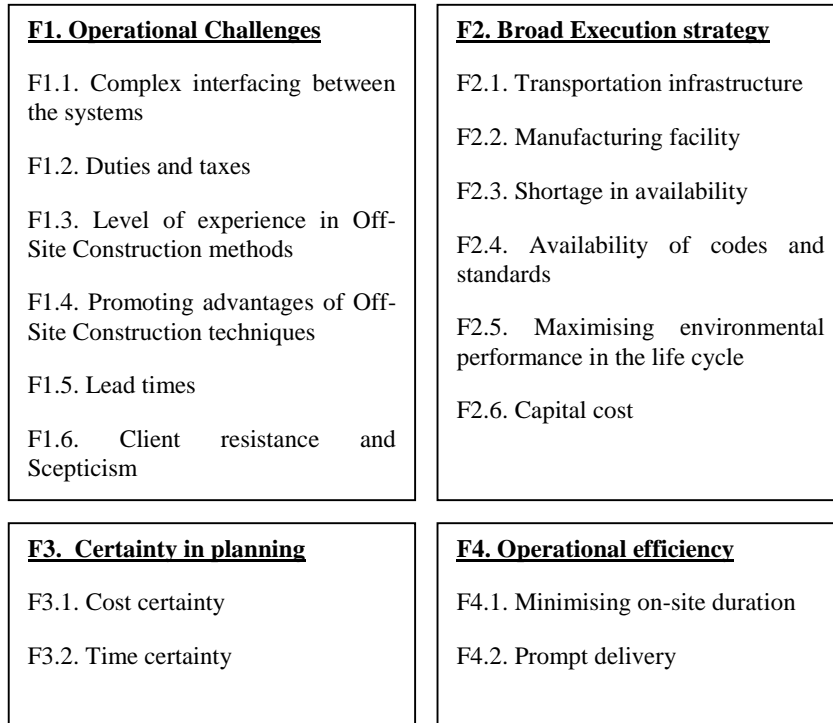 F1. Operational Challenges
F1.1. Complex interfacing between
the systems
F1.2. Duties and taxes
F1.3. Level of experience in Off-
Site Construction methods
F1.4. Promoting advantages of Off-
Site Construction techniques
F1.5. Lead times
F1.6. Client resistance and
Scepticism
F2. Broad Execution strategy
F2.1. Transportation infrastructure
F2.2. Manufacturing facility
F2.3. Shortage in availability
F2.4. Availability of codes and
standards
F2.5. Maximising environmental
performance in the life cycle
F2.6. Capital cost
F3. Certainty in planning
F3.1. Cost certainty
F3.2. Time certainty
F4. Operational efficiency
F4.1. Minimising on-site duration
F4.2. Prompt delivery